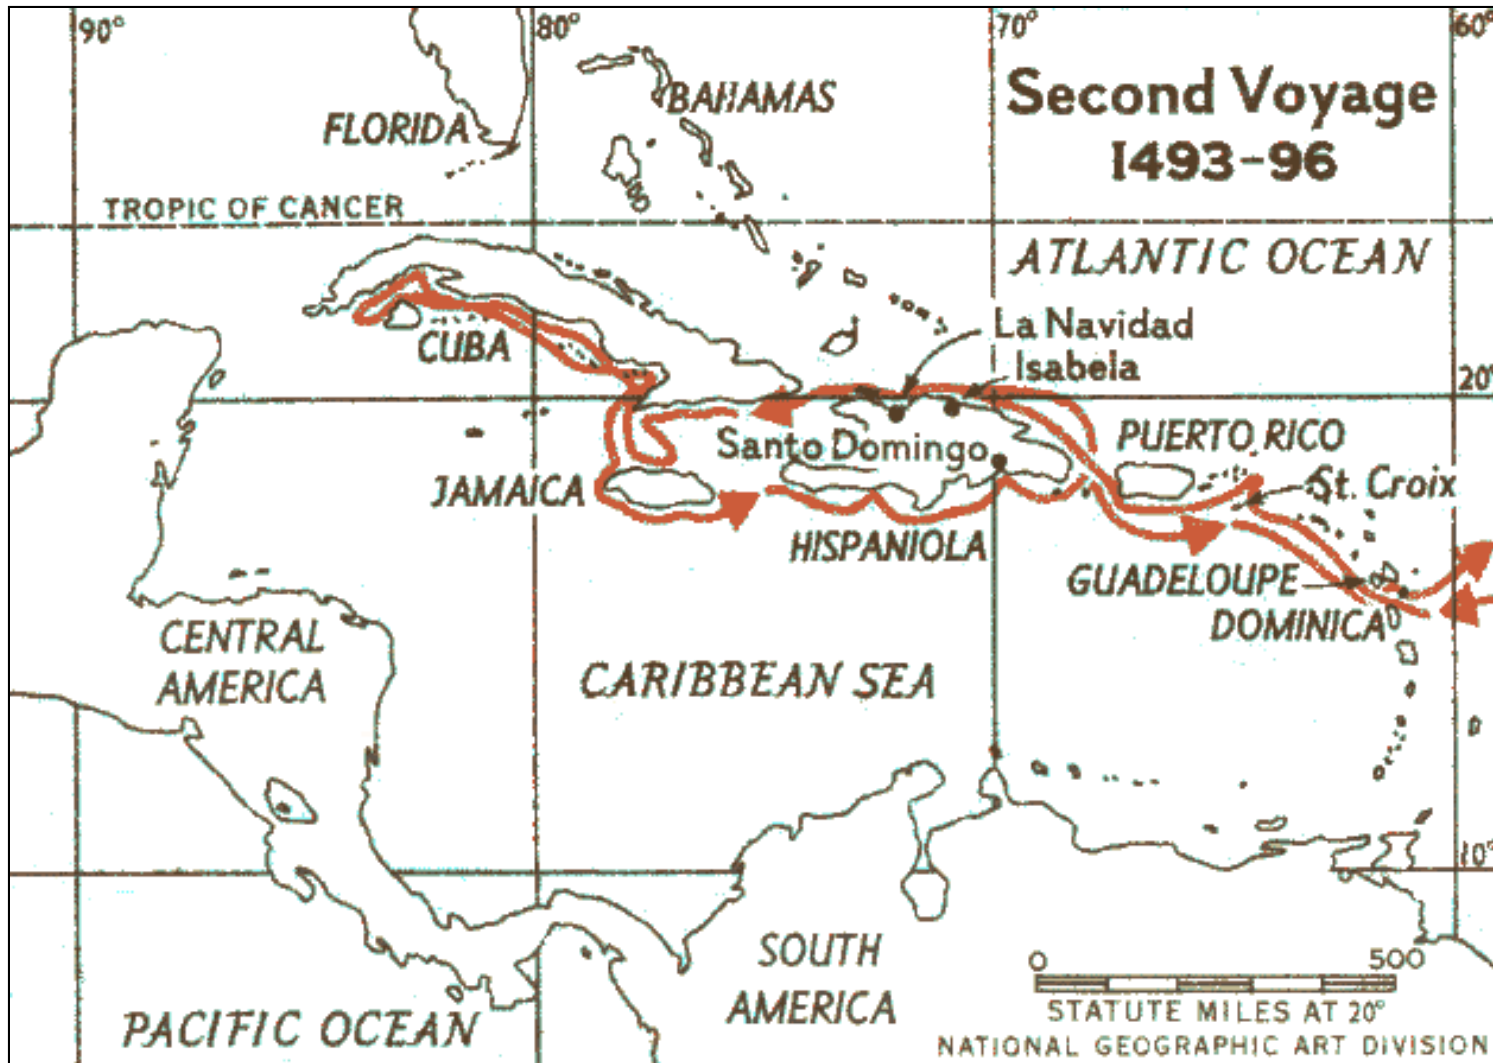 90°
80°
70°
60°
Second Voyage
1493-96
BAHAMAS
FLORIDA
TROPIC OF CANCER
ATLANTIC OCEAN
La Navidad
Isabela
CUBA
20°
Santo Domingo
PUERTO RICO
St. Croix
JAMAICA
HISPANIOLA
GUADELOUPE
DOMINICA
CENTRAL
AMERICA
CARIBBEAN SEA
10°
SOUTH
AMERICA
PACIFIC OCEAN
0 500
STATUTE MILES AT 20°
NATIONAL GEOGRAPHIC ART DIVISION